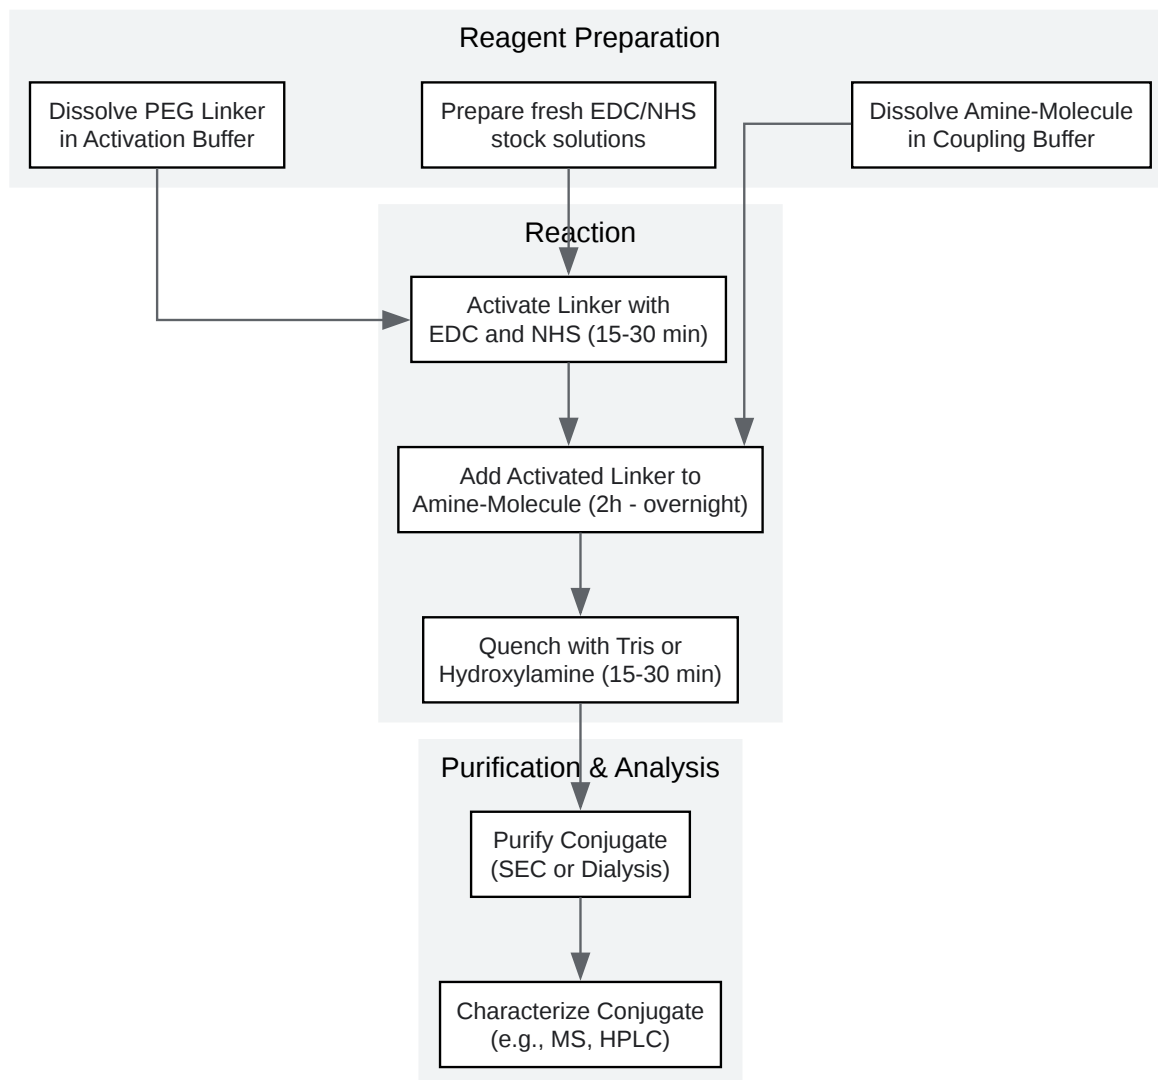 Reagent Preparation
Dissolve PEG Linker
in Activation Buffer
Prepare fresh EDC/NHS
stock solutions
Dissolve Amine-Molecule
in Coupling Buffer
Reaction
Activate Linker with
EDC and NHS (15-30 min)
Add Activated Linker to
Amine-Molecule (2h - overnight)
Quench with Tris or
Hydroxylamine (15-30 min)
Purification & Analysis
Purify Conjugate
(SEC or Dialysis)
Characterize Conjugate
(e.g., MS, HPLC)